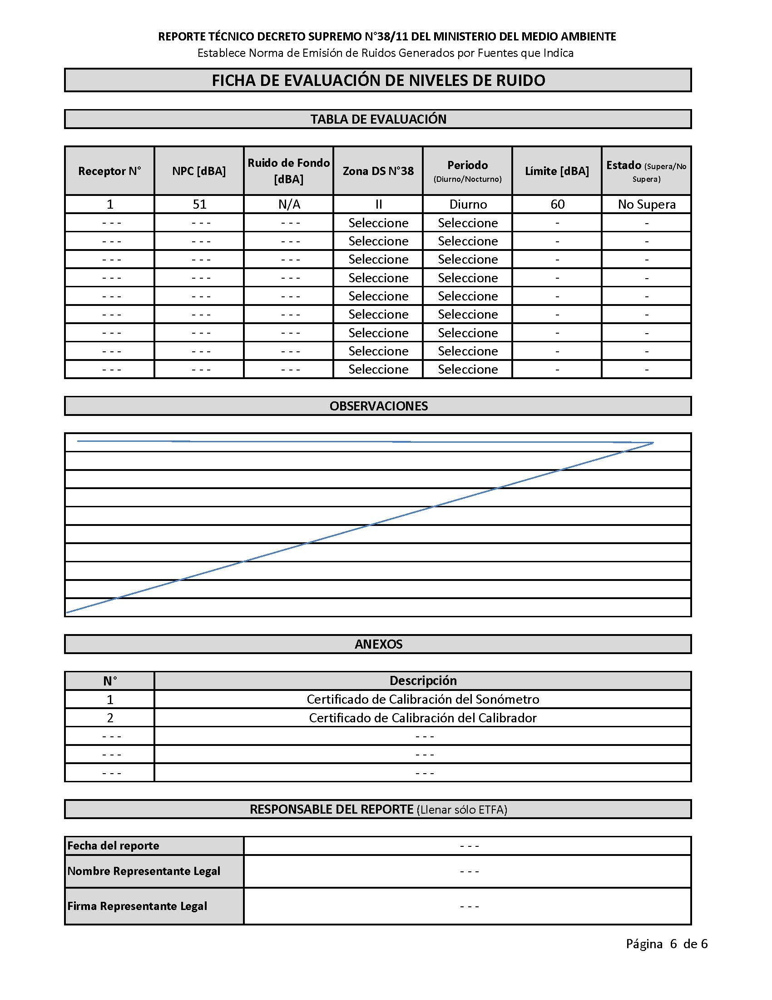 REPORTE TÉCNICO DECRETO SUPREMO N°38/11 DEL MINISTERIO DEL MEDIO AMBIENTE
Establece Norma de Emisión de Ruidos Generados por Fuentes que Indica
FICHA DE EVALUACIÓN DE NIVELES DE RUIDO
TABLA DE EVALUACIÓN
Receptor N° NPC [dBA] Ruido de Fondo [dBA] Zona DS N°38 Periodo (Diurno/Nocturno) Límite [dBA] Estado (Supera/No Supera)
1 51 N/A II Diurno 60 No Supera
- - - - - - - - - Seleccione Seleccione - -
- - - - - - - - - Seleccione Seleccione - -
- - - - - - - - - Seleccione Seleccione - -
- - - - - - - - - Seleccione Seleccione - -
- - - - - - - - - Seleccione Seleccione - -
- - - - - - - - - Seleccione Seleccione - -
- - - - - - - - - Seleccione Seleccione - -
- - - - - - - - - Seleccione Seleccione - -
- - - - - - - - - Seleccione Seleccione - -
OBSERVACIONES
ANEXOS
N° Descripción
1 Certificado de Calibración del Sonómetro
2 Certificado de Calibración del Calibrador
- - - - - -
- - - - - -
- - - - - -
RESPONSABLE DEL REPORTE (Llenar sólo ETFA)
Fecha del reporte - - -
Nombre Representante Legal - - -
Firma Representante Legal - - -
Página 6 de 6